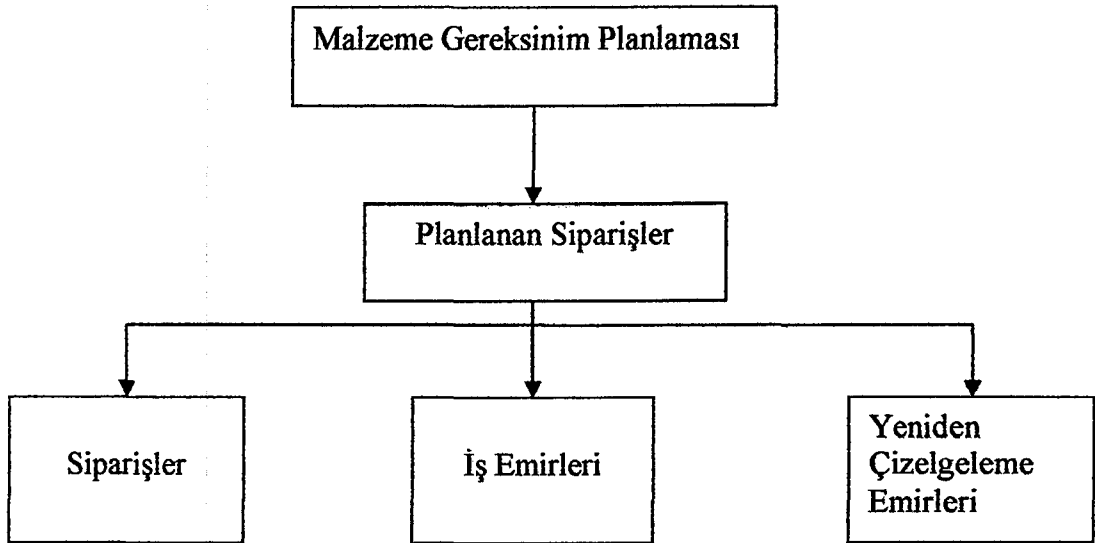 Malzeme Gereksinim Planlaması
Planlanan Siparişler
Siparişler
İş Emirleri
Yeniden
Çizelgeleme
Emirleri